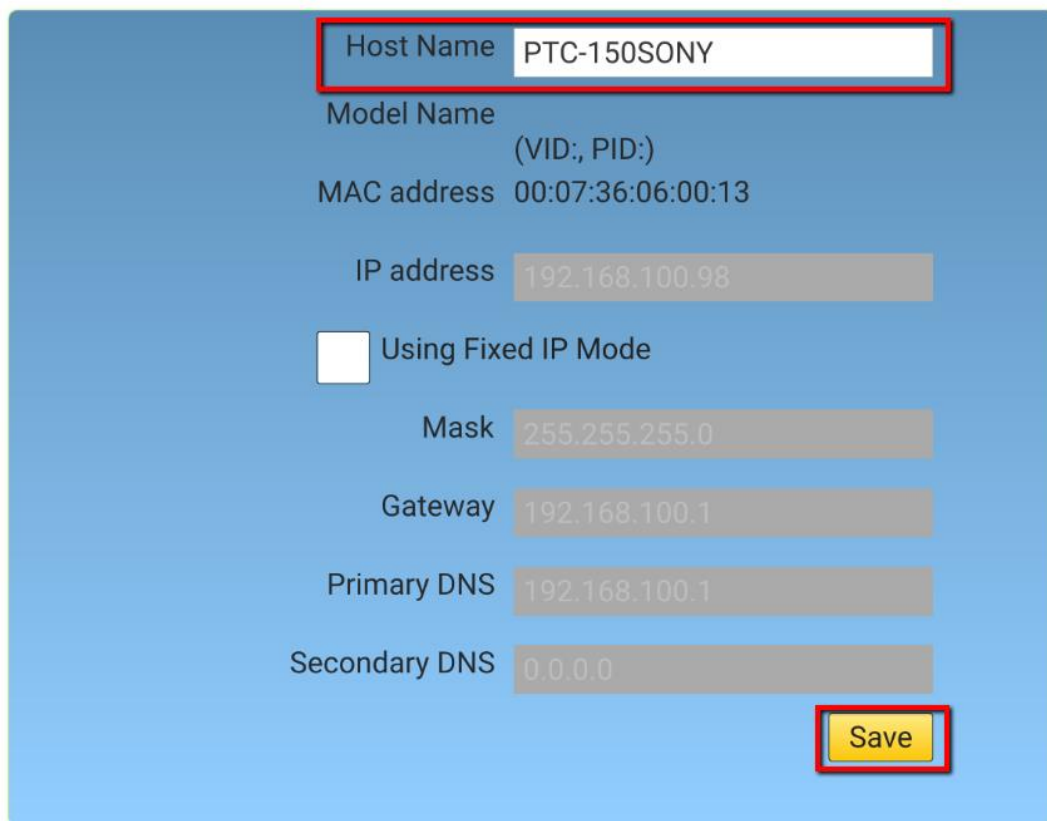 Host Name PTC-150SONY
Model Name
(VID:, PID:)
MAC address 00:07:36:06:00:13
IP address 192.168.100.98
Using Fixed IP Mode
Mask 255.255.255.0
Gateway 192.168.100.1
Primary DNS 192.168.100.1
Secondary DNS 0.0.0.0
Save